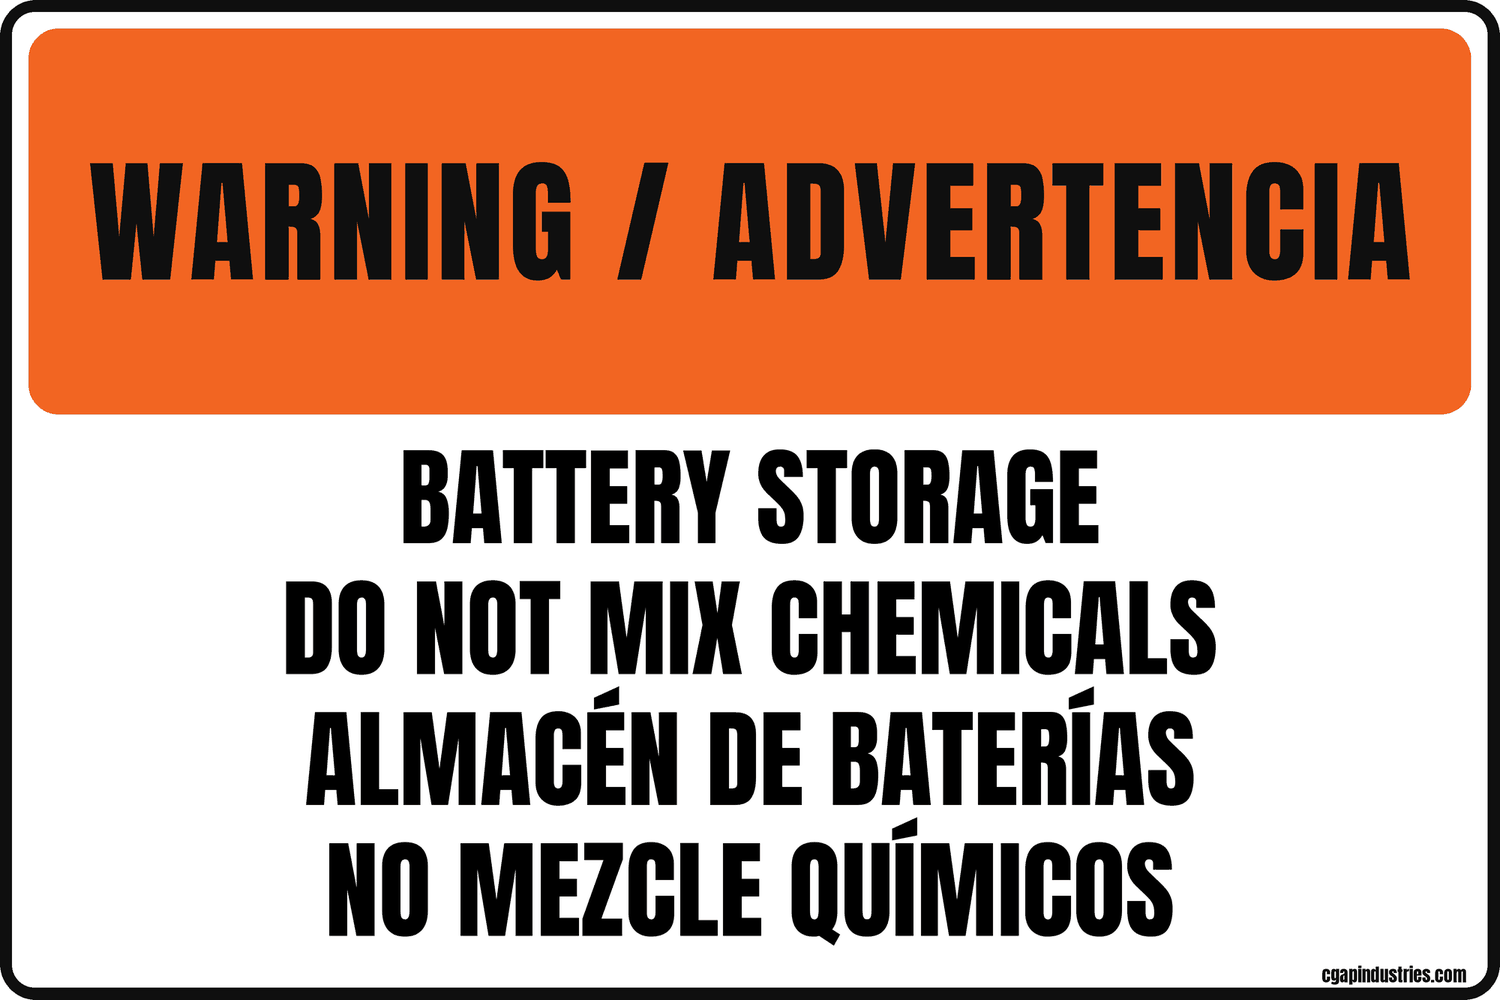 WARNING / ADVERTENCIA
BATTERY STORAGE
DO NOT MIX CHEMICALS
ALMACÉN DE BATERÍAS
NO MEZCLE QUÍMICOS
cgapindustries.com